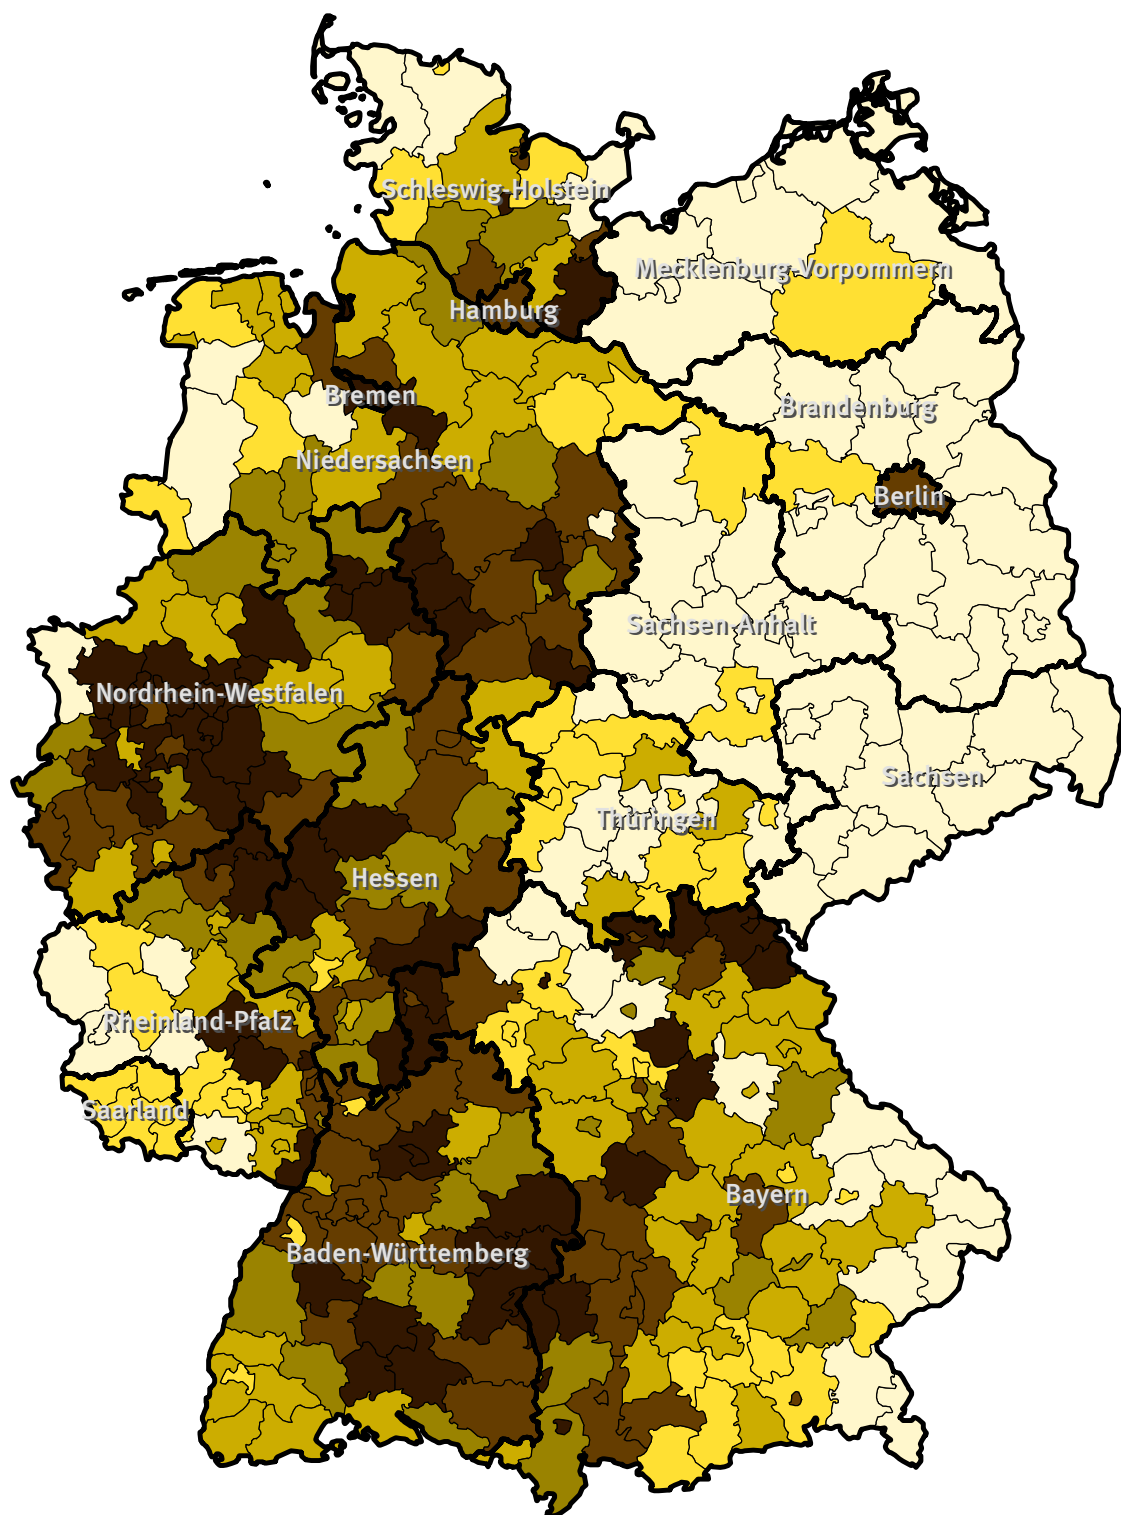 Schleswig-Holstein
Mecklenburg-Vorpommern
Hamburg
Bremen
Brandenburg
Niedersachsen
Berlin
Sachsen-Anhalt
Nordrhein-Westfalen
Sachsen
Thüringen
Hessen
Rheinland-Pfalz
Saarland
Bayern
Baden-Württemberg